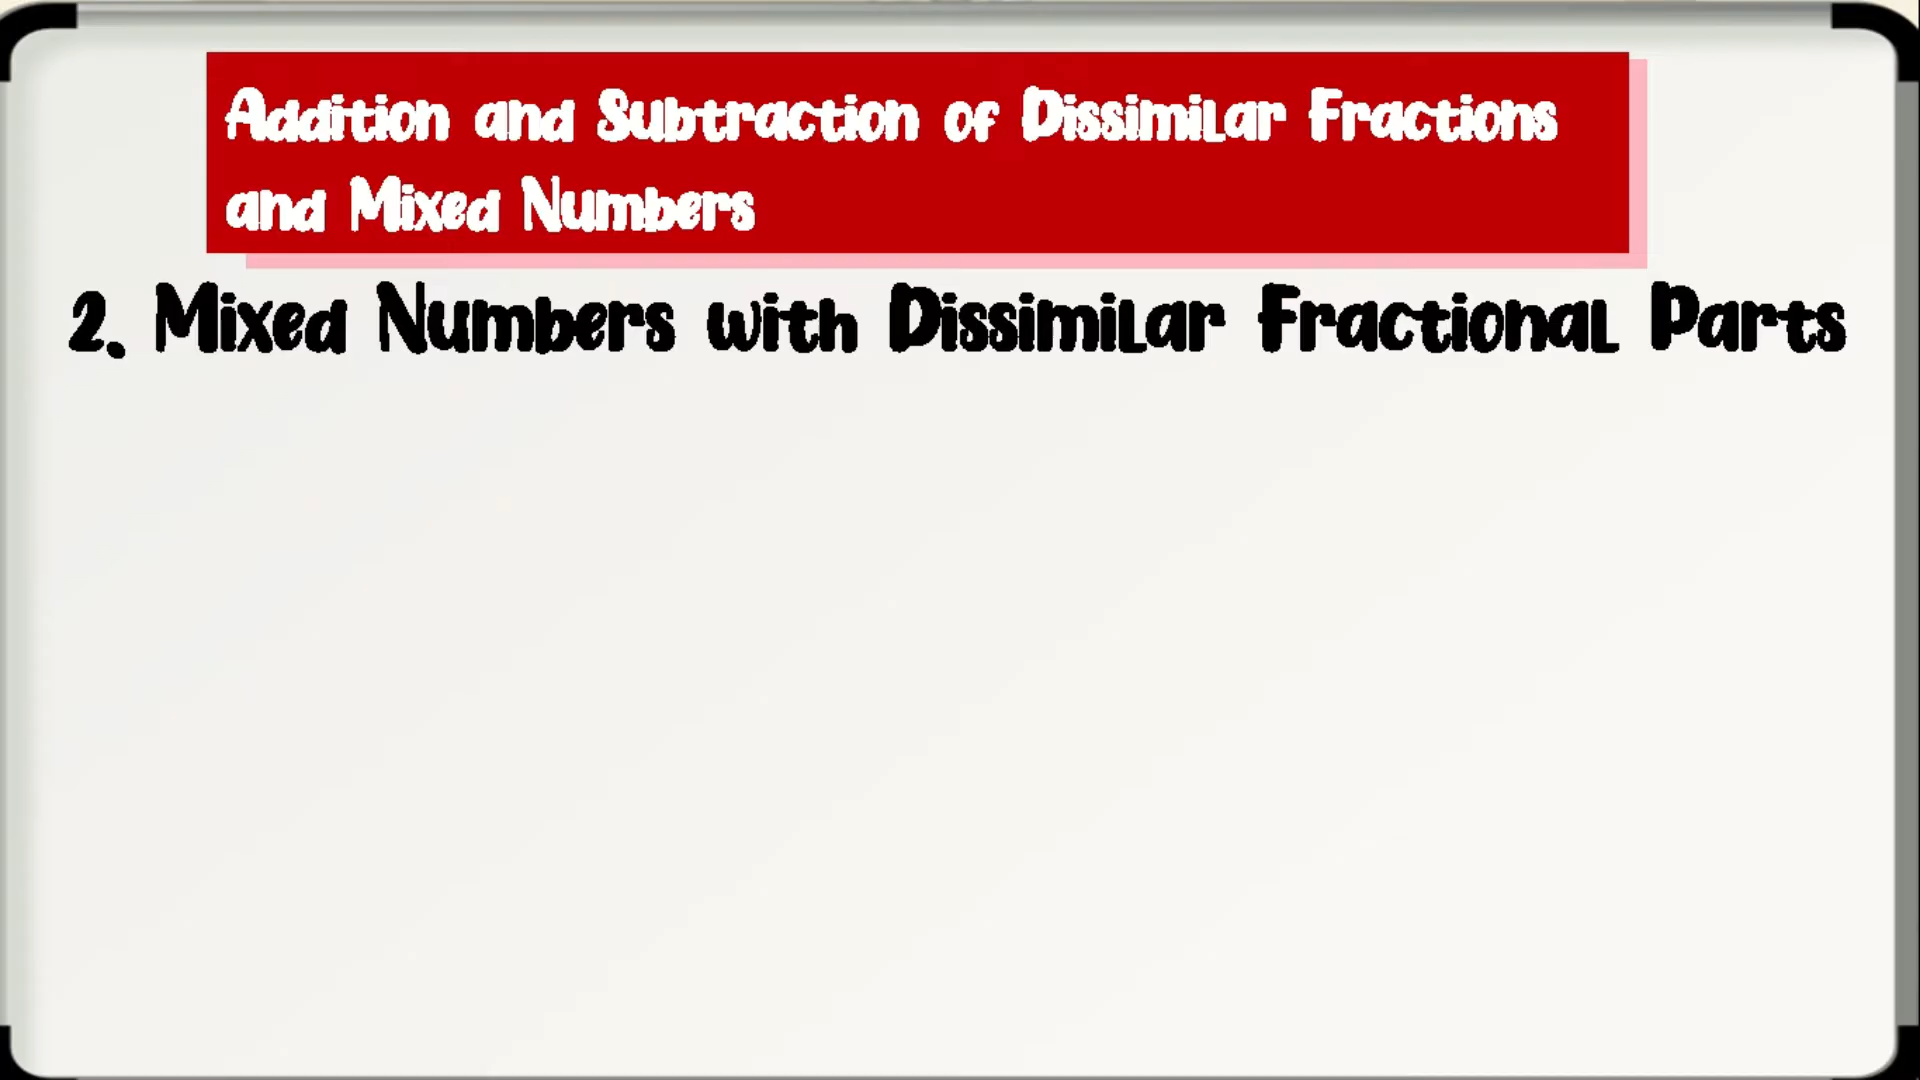 Addition and Subtraction of Dissimilar Fractions
and Mixed Numbers
2. Mixed Numbers with Dissimilar Fractional Parts